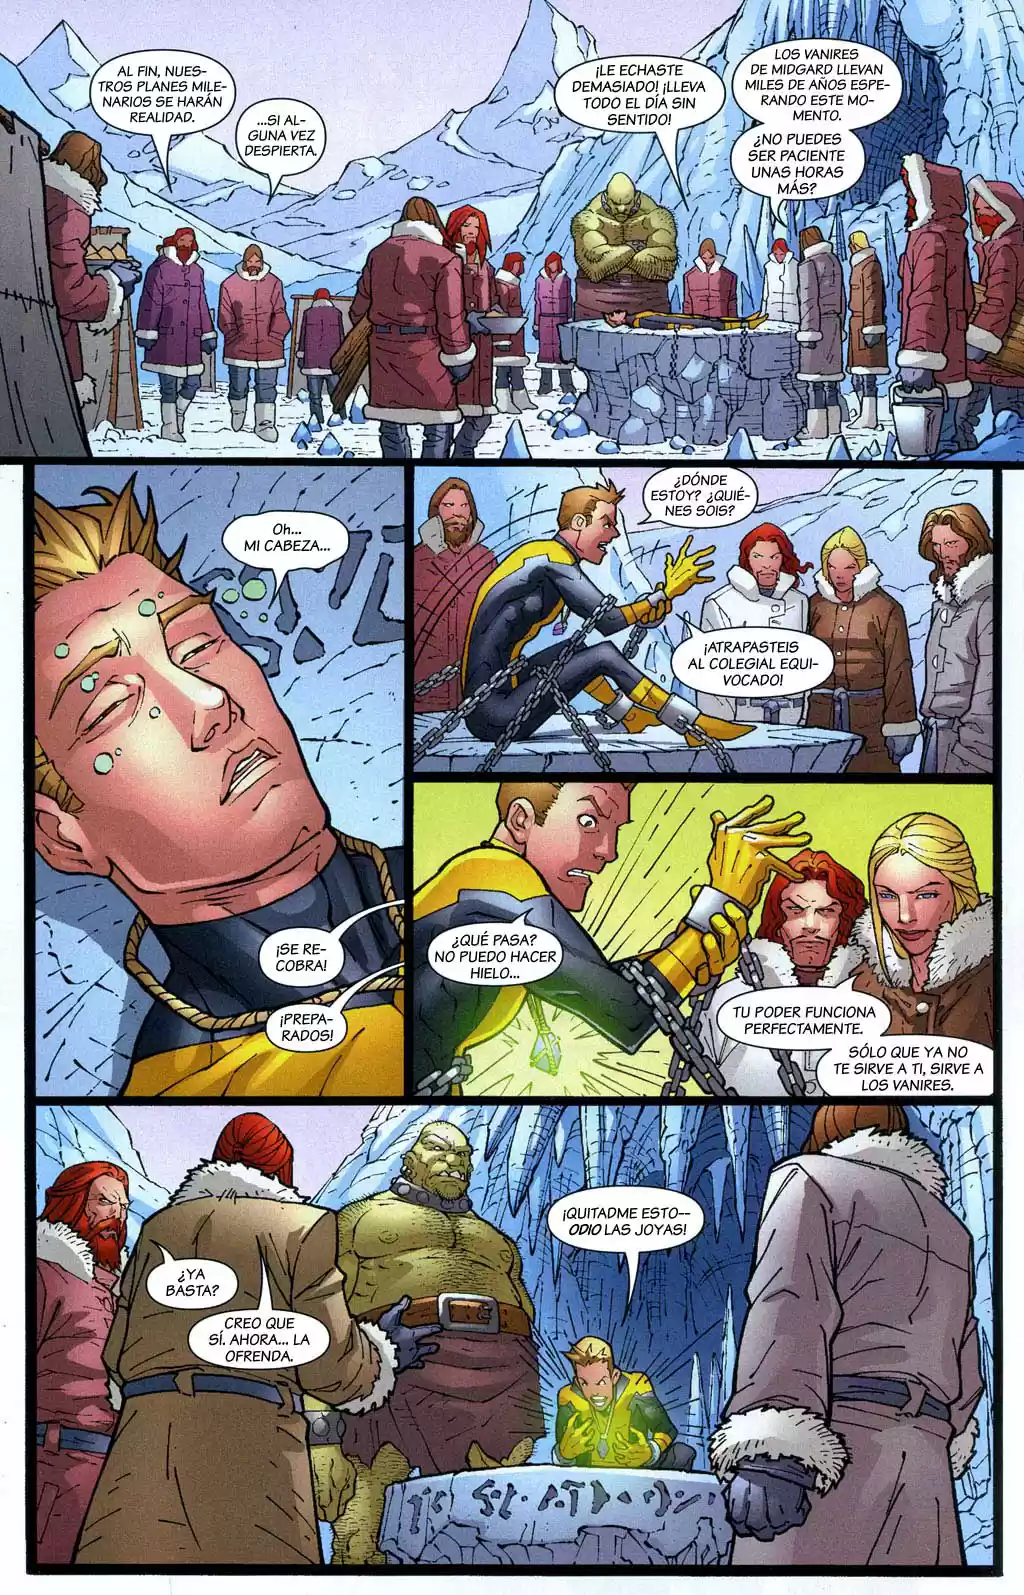 AL FIN, NUES-
TROS PLANES MILE-
NARIOS SE HARÁN
REALIDAD.
...SI AL-
GUNA VEZ
DESPIERTA.
¡LE ECHASTE
DEMASIADO! ¡LLEVA
TODO EL DÍA SIN
SENTIDO!
LOS VANIRES
DE MIDGARD LLEVAN
MILES DE AÑOS ESPE-
RANDO ESTE MO-
MENTO.
¿NO PUEDES
SER PACIENTE
UNAS HORAS
MÁS?
Oh...
MI CABEZA...
¡SE RE-
COBRA!
¡PREPA-
RADOS!
¿DÓNDE
ESTOY? ¿QUIÉ-
NES SOIS?
¡ATRAPASTEIS
AL COLEGIAL EQUI-
VOCADO!
¿QUÉ PASA?
NO PUEDO HACER
HIELO...
TU PODER FUNCIONA
PERFECTAMENTE.
SÓLO QUE YA NO
TE SIRVE A TI, SIRVE A
LOS VANIRES.
¿YA
BASTA?
CREO QUE
SÍ. AHORA... LA
OFRENDA.
¡QUITADME ESTO--
ODIO LAS JOYAS!